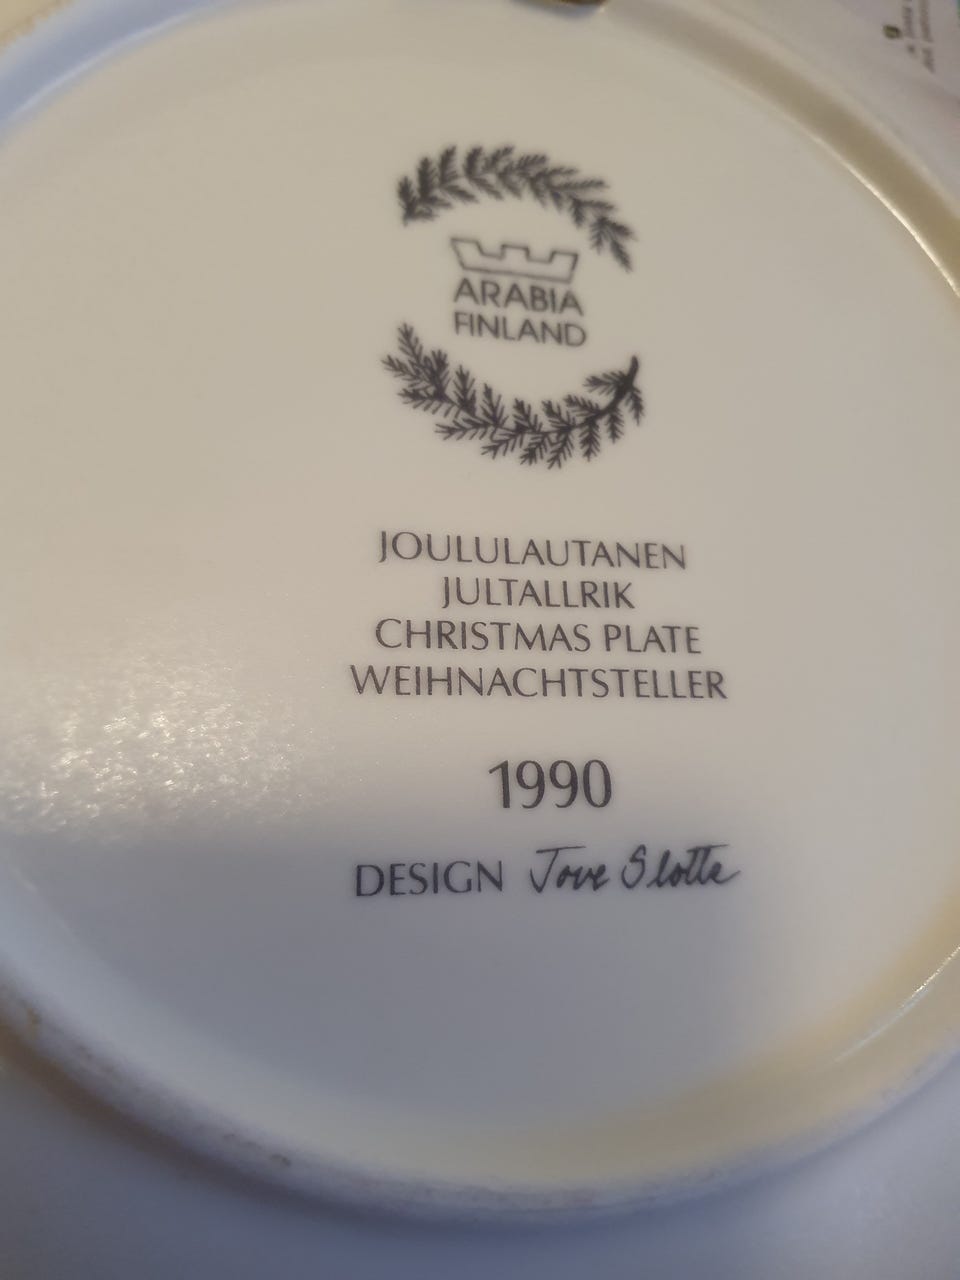 ARABIA
FINLAND
JOULULAUTANEN
JULTALLRIK
CHRISTMAS PLATE
WEIHNACHTSTELLER
1990
DESIGN Tove Slotte